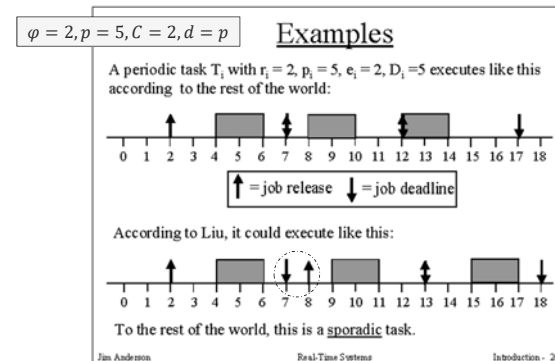 φ = 2, p = 5, C = 2, d = p
Examples
A periodic task Tᵢ with rᵢ = 2, pᵢ = 5, eᵢ = 2, Dᵢ =5 executes like this
according to the rest of the world:
0 1 2 3 4 5 6 7 8 9 10 11 12 13 14 15 16 17 18
= job release = job deadline
According to Liu, it could execute like this:
0 1 2 3 4 5 6 7 8 9 10 11 12 13 14 15 16 17 18
To the rest of the world, this is a sporadic task.
Jim Anderson Real-Time Systems Introduction - 2